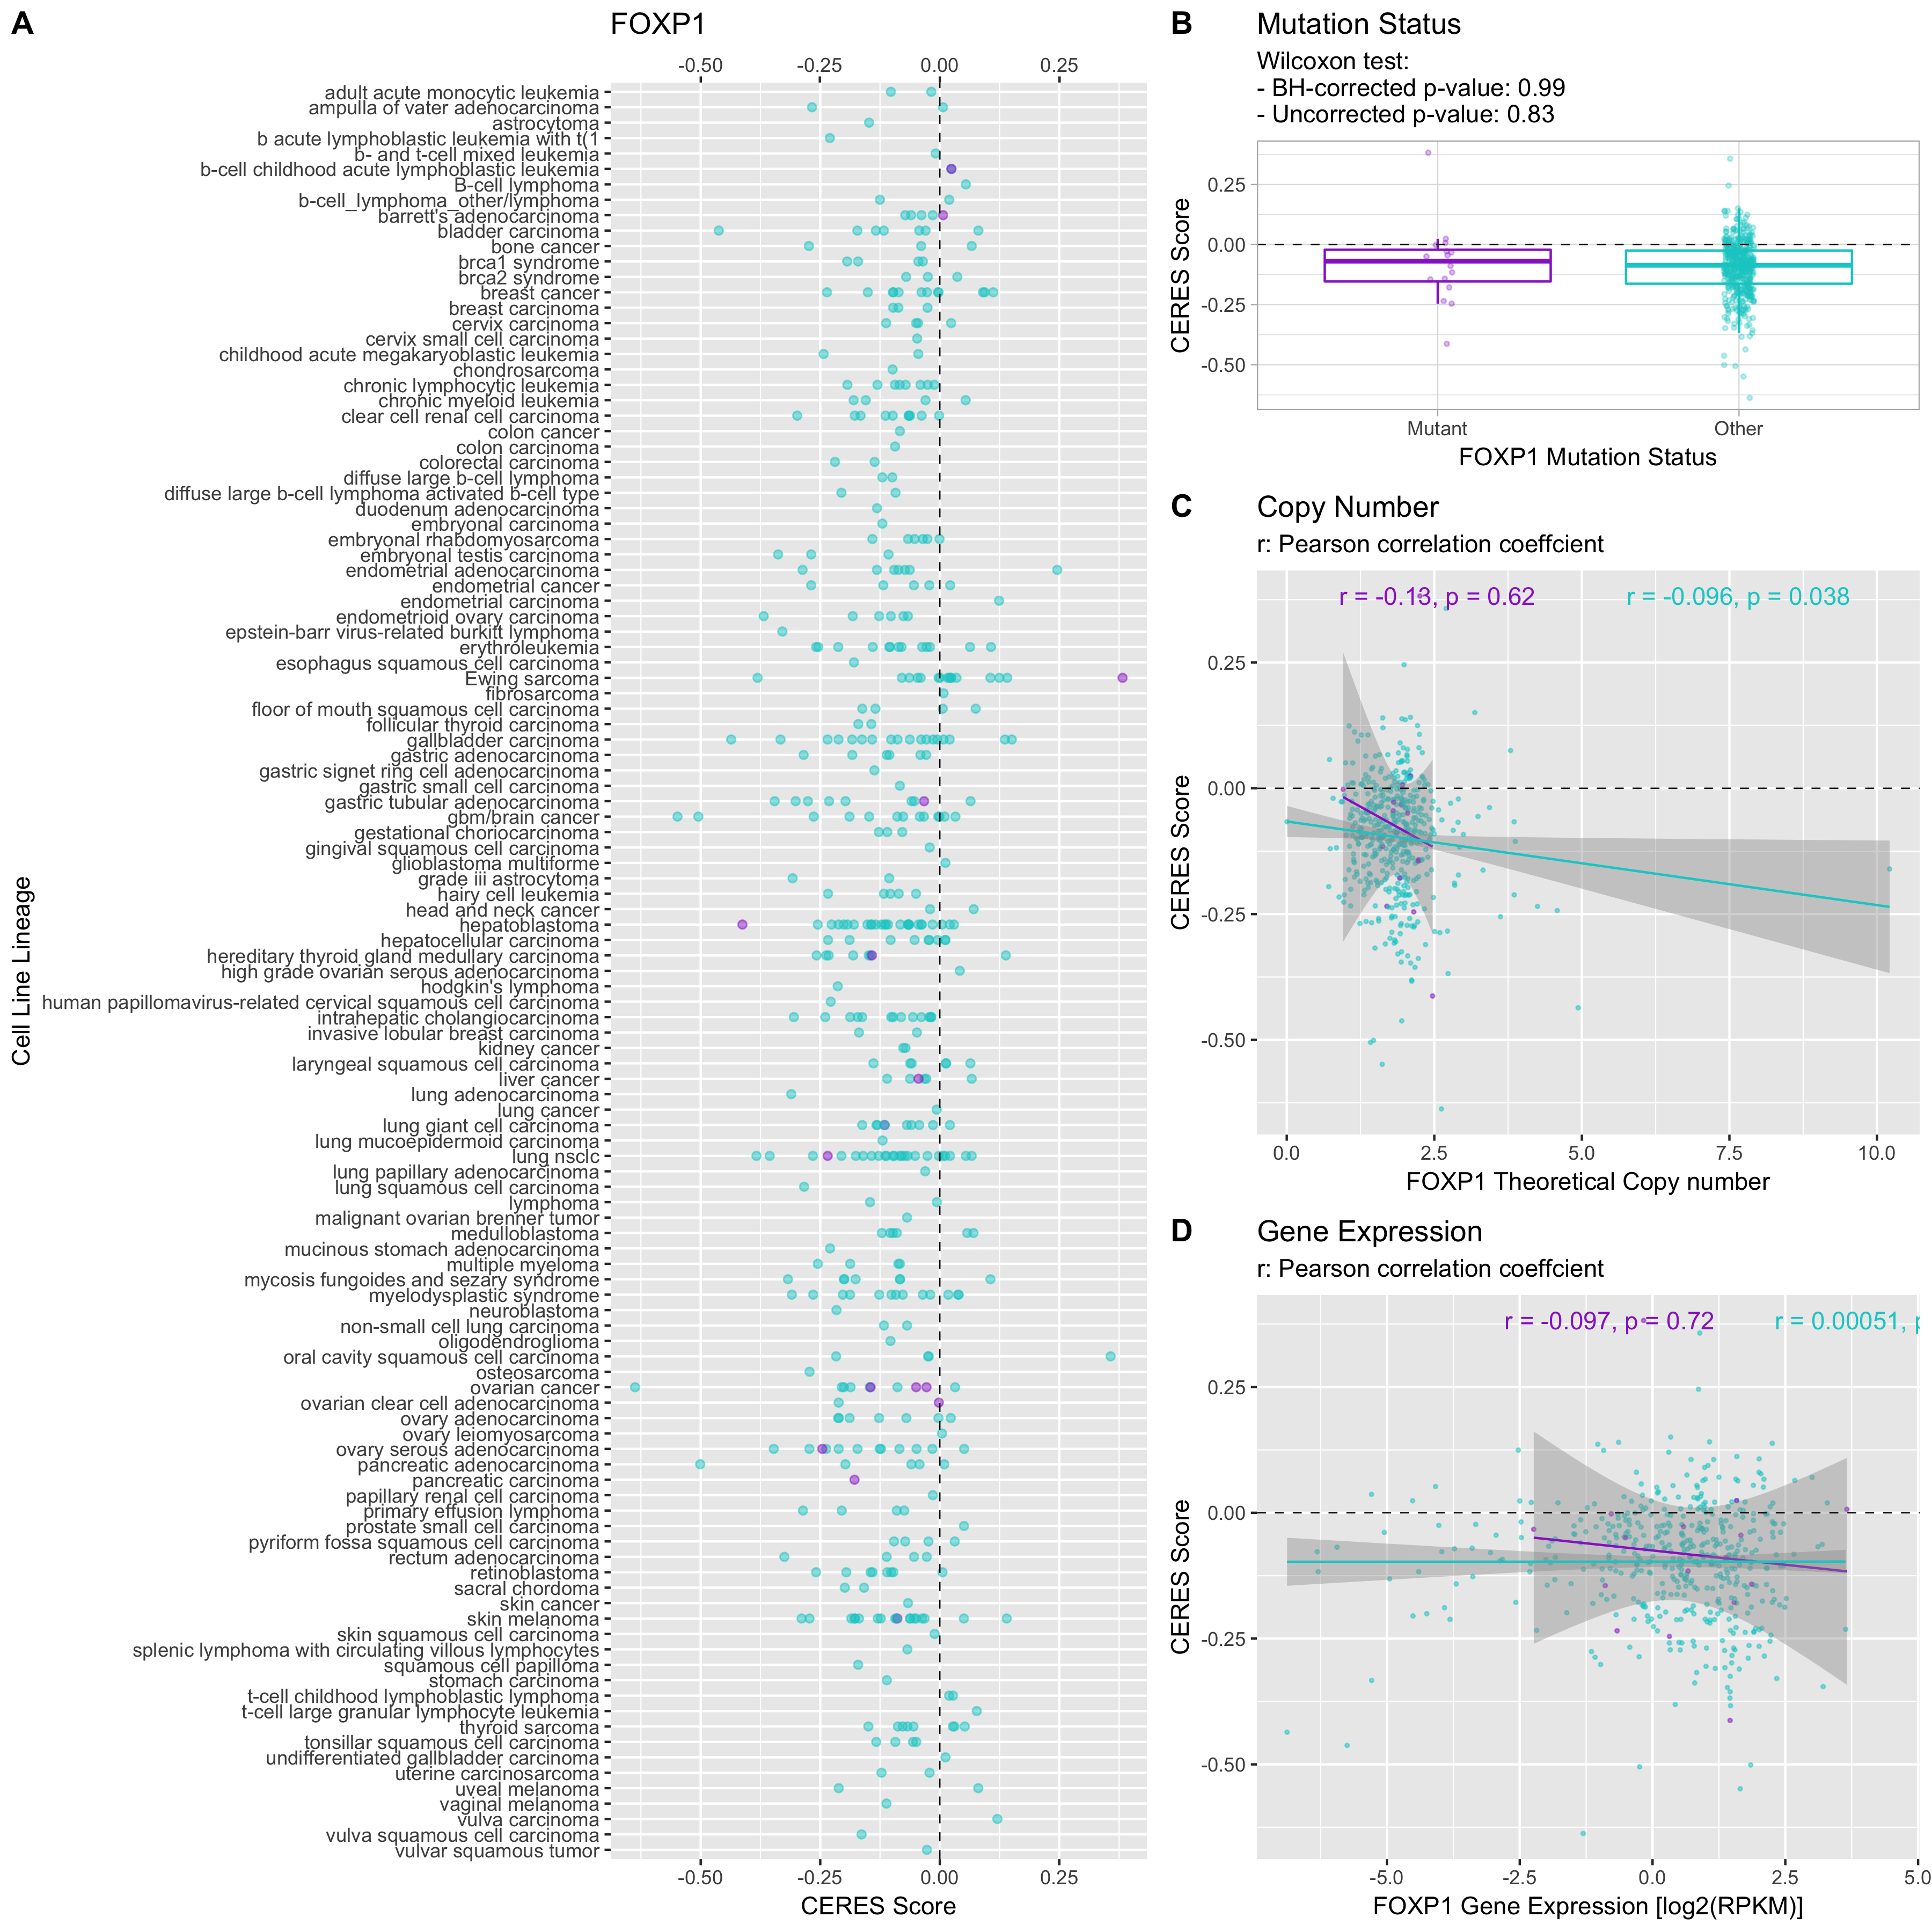 A
FOXP1
-0.50 -0.25 0.00 0.25
adult acute monocytic leukemia
ampulla of vater adenocarcinoma
astrocytoma
b acute lymphoblastic leukemia with t(1
b- and t-cell mixed leukemia
b-cell childhood acute lymphoblastic leukemia
B-cell lymphoma
b-cell_lymphoma_other/lymphoma
barrett's adenocarcinoma
bladder carcinoma
bone cancer
brca1 syndrome
brca2 syndrome
breast cancer
breast carcinoma
cervix carcinoma
cervix small cell carcinoma
childhood acute megakaryoblastic leukemia
chondrosarcoma
chronic lymphocytic leukemia
chronic myeloid leukemia
clear cell renal cell carcinoma
colon cancer
colon carcinoma
colorectal carcinoma
diffuse large b-cell lymphoma
diffuse large b-cell lymphoma activated b-cell type
duodenum adenocarcinoma
embryonal carcinoma
embryonal rhabdomyosarcoma
embryonal testis carcinoma
endometrial adenocarcinoma
endometrial cancer
endometrial carcinoma
endometrioid ovary carcinoma
epstein-barr virus-related burkitt lymphoma
erythroleukemia
esophagus squamous cell carcinoma
Ewing sarcoma
fibrosarcoma
floor of mouth squamous cell carcinoma
follicular thyroid carcinoma
gallbladder carcinoma
gastric adenocarcinoma
gastric signet ring cell adenocarcinoma
gastric small cell carcinoma
gastric tubular adenocarcinoma
gbm/brain cancer
gestational choriocarcinoma
gingival squamous cell carcinoma
glioblastoma multiforme
grade iii astrocytoma
hairy cell leukemia
head and neck cancer
hepatoblastoma
hepatocellular carcinoma
hereditary thyroid gland medullary carcinoma
high grade ovarian serous adenocarcinoma
hodgkin's lymphoma
human papillomavirus-related cervical squamous cell carcinoma
intrahepatic cholangiocarcinoma
invasive lobular breast carcinoma
kidney cancer
laryngeal squamous cell carcinoma
liver cancer
lung adenocarcinoma
lung cancer
lung giant cell carcinoma
lung mucoepidermoid carcinoma
lung nsclc
lung papillary adenocarcinoma
lung squamous cell carcinoma
lymphoma
malignant ovarian brenner tumor
medulloblastoma
mucinous stomach adenocarcinoma
multiple myeloma
mycosis fungoides and sezary syndrome
myelodysplastic syndrome
neuroblastoma
non-small cell lung carcinoma
oligodendroglioma
oral cavity squamous cell carcinoma
osteosarcoma
ovarian cancer
ovarian clear cell adenocarcinoma
ovary adenocarcinoma
ovary leiomyosarcoma
ovary serous adenocarcinoma
pancreatic adenocarcinoma
pancreatic carcinoma
papillary renal cell carcinoma
primary effusion lymphoma
prostate small cell carcinoma
pyriform fossa squamous cell carcinoma
rectum adenocarcinoma
retinoblastoma
sacral chordoma
skin cancer
skin melanoma
skin squamous cell carcinoma
splenic lymphoma with circulating villous lymphocytes
squamous cell papilloma
stomach carcinoma
t-cell childhood lymphoblastic lymphoma
t-cell large granular lymphocyte leukemia
thyroid sarcoma
tonsillar squamous cell carcinoma
undifferentiated gallbladder carcinoma
uterine carcinosarcoma
uveal melanoma
vaginal melanoma
vulva carcinoma
vulva squamous cell carcinoma
vulvar squamous tumor
-0.50 -0.25 0.00 0.25
CERES Score
Cell Line Lineage
B
Mutation Status
Wilcoxon test:
- BH-corrected p-value: 0.99
- Uncorrected p-value: 0.83
0.25
0.00
-0.25
-0.50
CERES Score
Mutant Other
FOXP1 Mutation Status
C
Copy Number
r: Pearson correlation coeffcient
r = -0.13, p = 0.62 r = -0.096, p = 0.038
0.25
0.00
-0.25
-0.50
CERES Score
0.0 2.5 5.0 7.5 10.0
FOXP1 Theoretical Copy number
D
Gene Expression
r: Pearson correlation coeffcient
r = -0.097, p = 0.72 r = 0.00051, p
0.25
0.00
-0.25
-0.50
CERES Score
-5.0 -2.5 0.0 2.5 5.0
FOXP1 Gene Expression [log2(RPKM)]